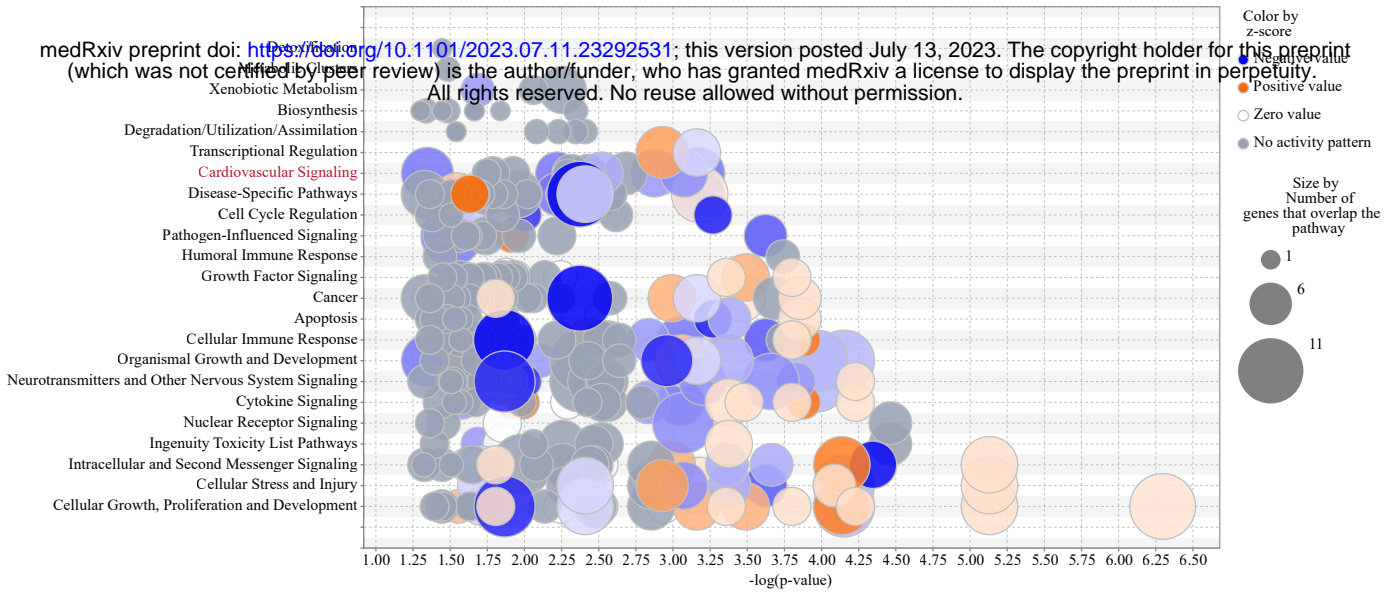 Color by
z-score
Negative value
Positive value
Zero value
No activity pattern
Size by
Number of
genes that overlap the
pathway
1
6
11
medRxiv preprint doi: https://doi.org/10.1101/2023.07.11.23292531; this version posted July 13, 2023. The copyright holder for this preprint
(which was not certified by peer review) is the author/funder, who has granted medRxiv a license to display the preprint in perpetuity.
All rights reserved. No reuse allowed without permission.
Detoxification
Metabolic Clusters
Xenobiotic Metabolism
Biosynthesis
Degradation/Utilization/Assimilation
Transcriptional Regulation
Cardiovascular Signaling
Disease-Specific Pathways
Cell Cycle Regulation
Pathogen-Influenced Signaling
Humoral Immune Response
Growth Factor Signaling
Cancer
Apoptosis
Cellular Immune Response
Organismal Growth and Development
Neurotransmitters and Other Nervous System Signaling
Cytokine Signaling
Nuclear Receptor Signaling
Ingenuity Toxicity List Pathways
Intracellular and Second Messenger Signaling
Cellular Stress and Injury
Cellular Growth, Proliferation and Development
1.00 1.25 1.50 1.75 2.00 2.25 2.50 2.75 3.00 3.25 3.50 3.75 4.00 4.25 4.50 4.75 5.00 5.25 5.50 5.75 6.00 6.25 6.50
-log(p-value)